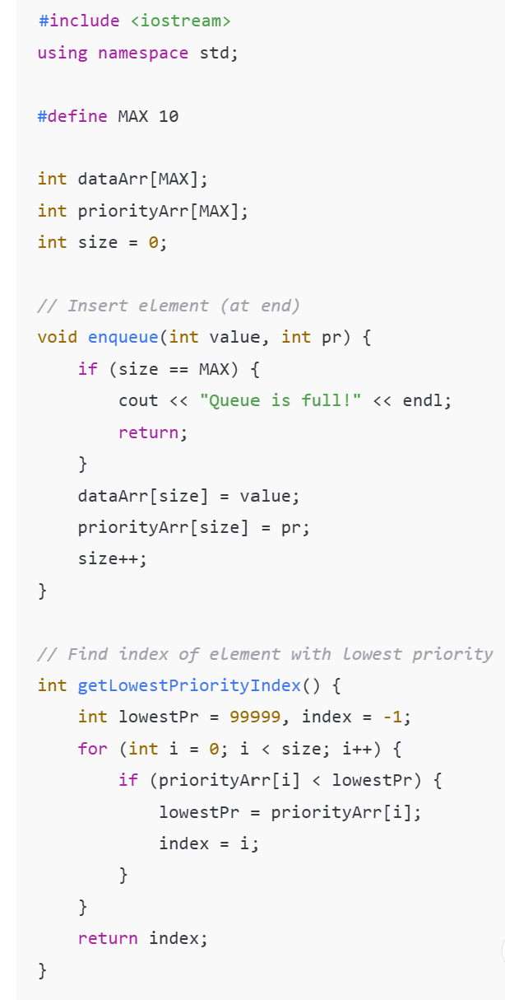 #include <iostream>
using namespace std;
#define MAX 10
int dataArr[MAX];
int priorityArr[MAX];
int size = 0;
// Insert element (at end)
void enqueue(int value, int pr) {
    if (size == MAX) {
        cout << "Queue is full!" << endl;
        return;
    }
    dataArr[size] = value;
    priorityArr[size] = pr;
    size++;
}
// Find index of element with lowest priority
int getLowestPriorityIndex() {
    int lowestPr = 99999, index = -1;
    for (int i = 0; i < size; i++) {
        if (priorityArr[i] < lowestPr) {
            lowestPr = priorityArr[i];
            index = i;
        }
    }
    return index;
}